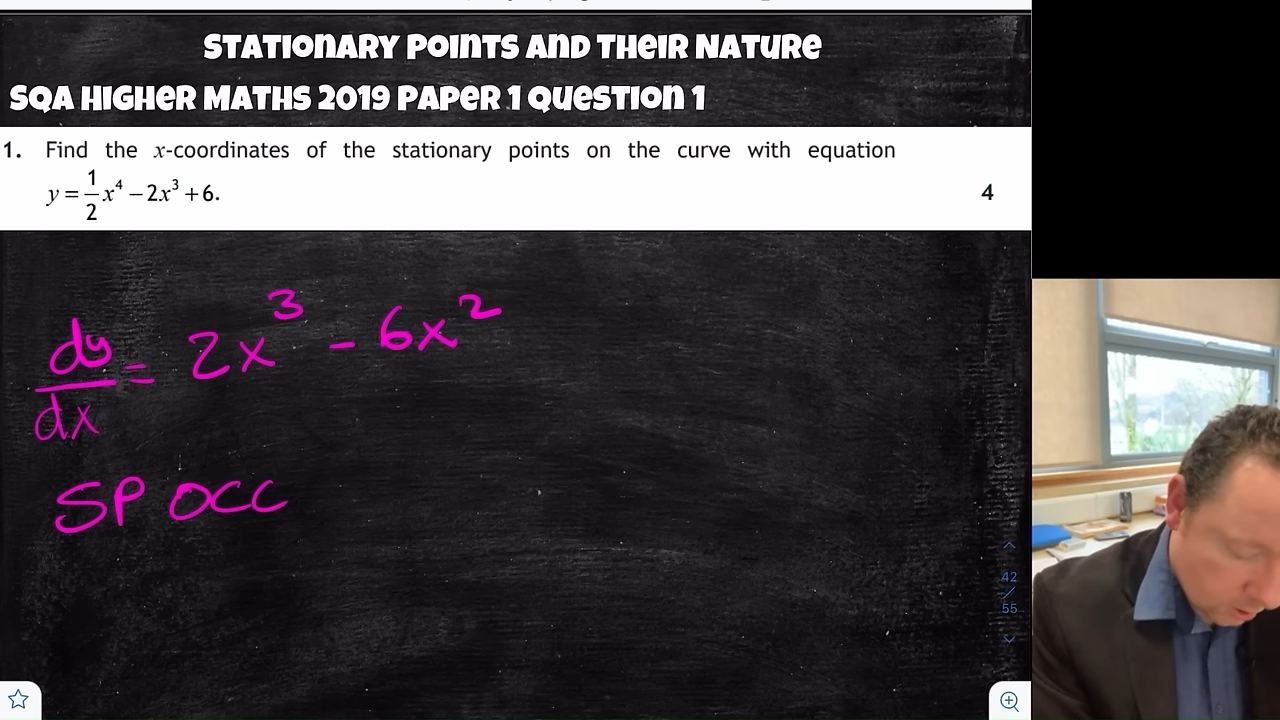 STATIONARY POINTS AND THEIR NATURE
SQA HIGHER MATHS 2019 PAPER 1 QUESTION 1
1. Find the x-coordinates of the stationary points on the curve with equation
y = 1/2 x⁴ − 2x³ + 6. 4
dy/dx = 2x³ - 6x²
SP OCC
42
/
55